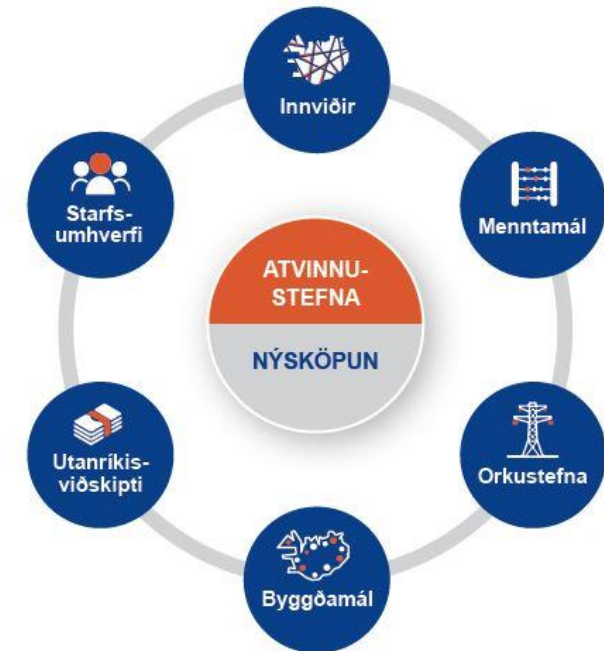 Innviðir
Starfs-
umhverfi
Menntamál
ATVINNU-
STEFNA
NÝSKÖPUN
Utanríkis-
viðskipti
Orkustefna
Byggðamál